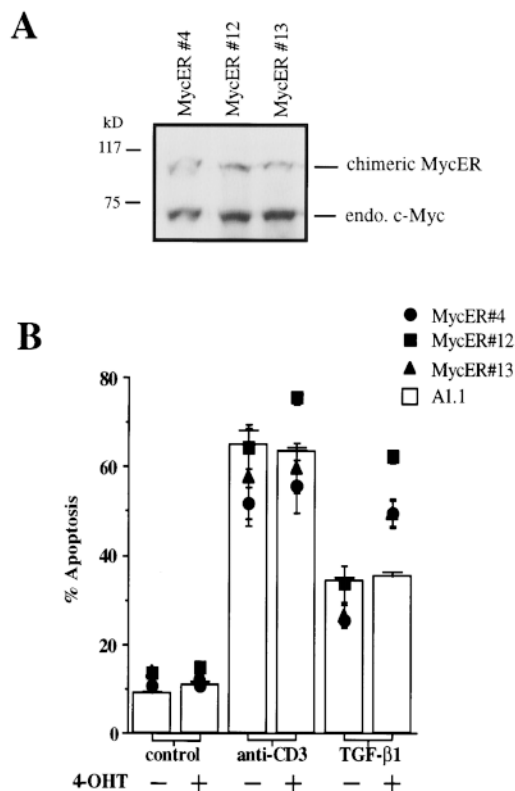 A
MycER #4
MycER #12
MycER #13
kD
117
75
chimeric MycER
endo. c-Myc
B
MycER#4
MycER#12
MycER#13
A1.1
% Apoptosis
80
60
40
20
0
control
anti-CD3
TGF-β1
4-OHT
− + − + − +